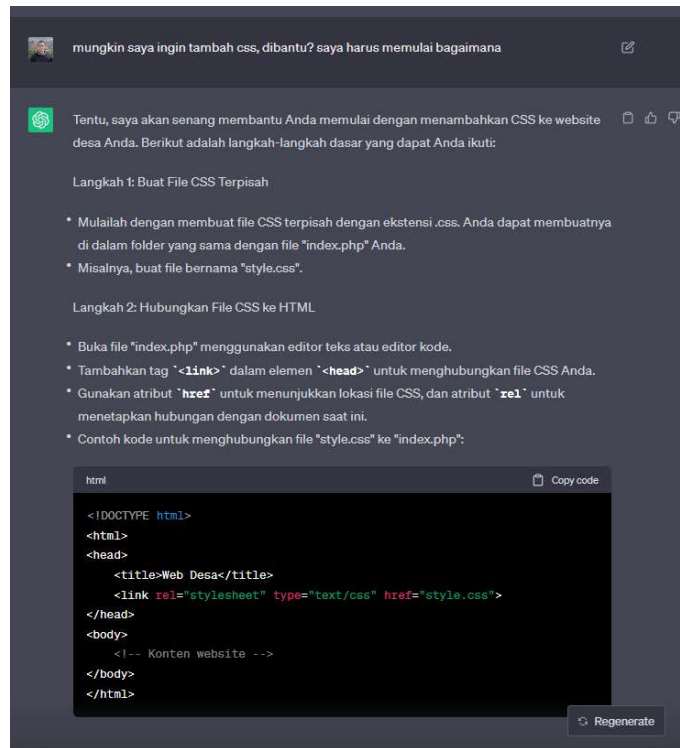 mungkin saya ingin tambah css, dibantu? saya harus memulai bagaimana
Tentu, saya akan senang membantu Anda memulai dengan menambahkan CSS ke website
desa Anda. Berikut adalah langkah-langkah dasar yang dapat Anda ikuti:
Langkah 1: Buat File CSS Terpisah
• Mulailah dengan membuat file CSS terpisah dengan ekstensi .css. Anda dapat membuatnya
di dalam folder yang sama dengan file "index.php" Anda.
• Misalnya, buat file bernama "style.css".
Langkah 2: Hubungkan File CSS ke HTML
• Buka file "index.php" menggunakan editor teks atau editor kode.
• Tambahkan tag `<link>` dalam elemen `<head>` untuk menghubungkan file CSS Anda.
• Gunakan atribut `href` untuk menunjukkan lokasi file CSS, dan atribut `rel` untuk
menetapkan hubungan dengan dokumen saat ini.
• Contoh kode untuk menghubungkan file "style.css" ke "index.php":
html Copy code
<!DOCTYPE html>
<html>
<head>
    <title>Web Desa</title>
    <link rel="stylesheet" type="text/css" href="style.css">
</head>
<body>
    <!-- Konten website -->
</body>
</html>
Regenerate